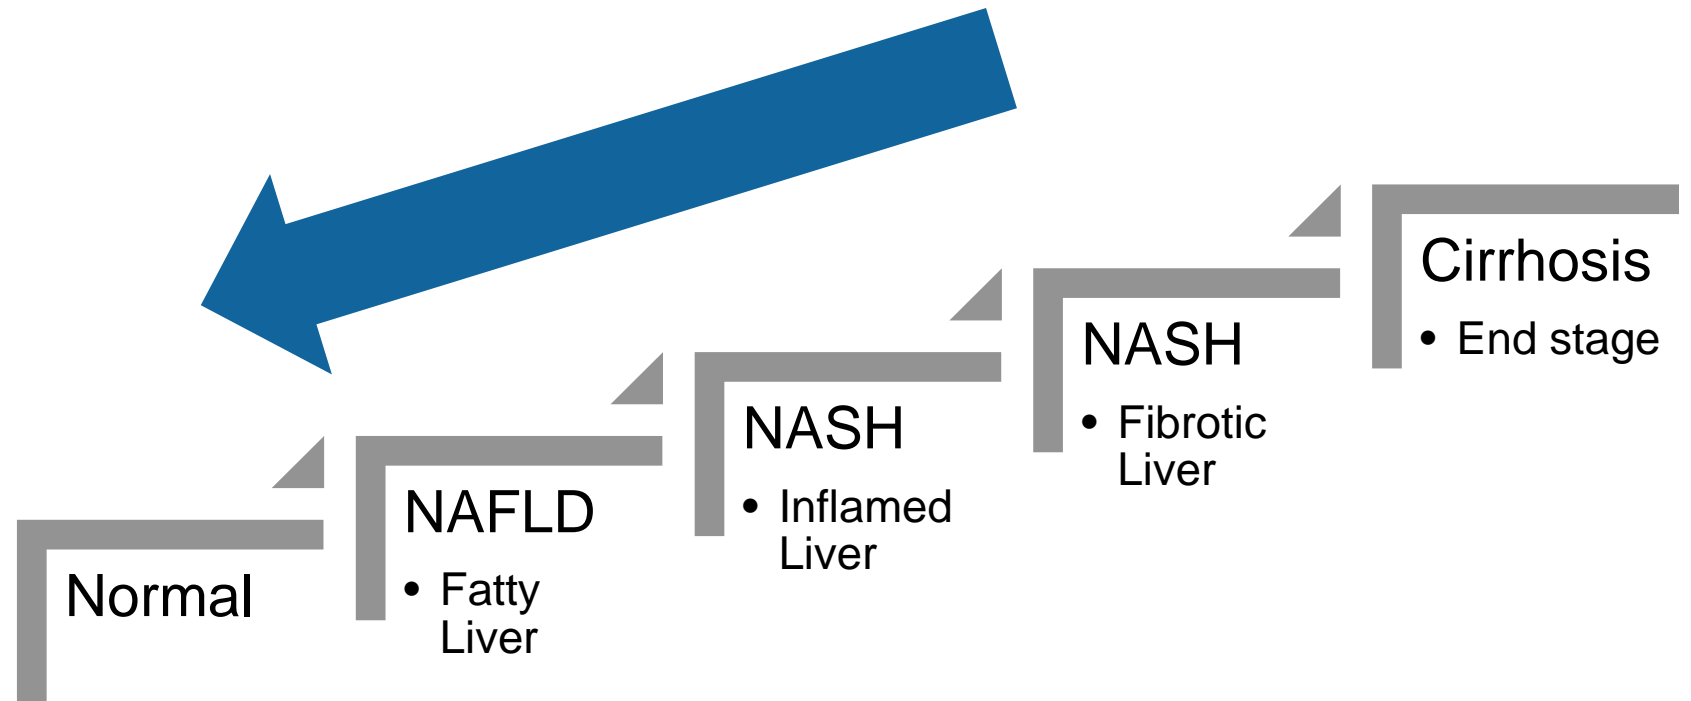 Normal
NAFLD
• Fatty
Liver
NASH
• Inflamed
Liver
NASH
• Fibrotic
Liver
Cirrhosis
• End stage